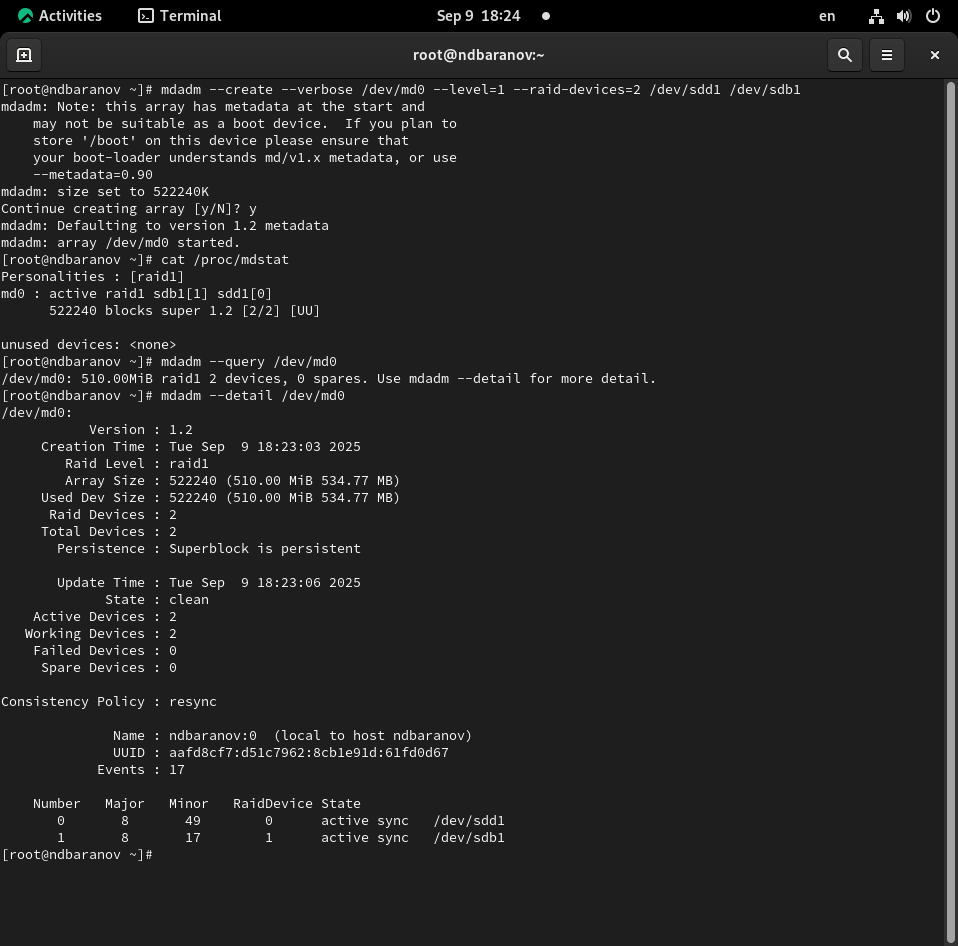 Activities Terminal Sep 9 18:24 en
root@ndbaranov:~
[root@ndbaranov ~]# mdadm --create --verbose /dev/md0 --level=1 --raid-devices=2 /dev/sdd1 /dev/sdb1
mdadm: Note: this array has metadata at the start and
    may not be suitable as a boot device.  If you plan to
    store '/boot' on this device please ensure that
    your boot-loader understands md/v1.x metadata, or use
    --metadata=0.90
mdadm: size set to 522240K
Continue creating array [y/N]? y
mdadm: Defaulting to version 1.2 metadata
mdadm: array /dev/md0 started.
[root@ndbaranov ~]# cat /proc/mdstat
Personalities : [raid1]
md0 : active raid1 sdb1[1] sdd1[0]
      522240 blocks super 1.2 [2/2] [UU]

unused devices: <none>
[root@ndbaranov ~]# mdadm --query /dev/md0
/dev/md0: 510.00MiB raid1 2 devices, 0 spares. Use mdadm --detail for more detail.
[root@ndbaranov ~]# mdadm --detail /dev/md0
/dev/md0:
           Version : 1.2
     Creation Time : Tue Sep  9 18:23:03 2025
        Raid Level : raid1
        Array Size : 522240 (510.00 MiB 534.77 MB)
     Used Dev Size : 522240 (510.00 MiB 534.77 MB)
      Raid Devices : 2
     Total Devices : 2
       Persistence : Superblock is persistent

       Update Time : Tue Sep  9 18:23:06 2025
             State : clean
    Active Devices : 2
   Working Devices : 2
    Failed Devices : 0
     Spare Devices : 0

Consistency Policy : resync

              Name : ndbaranov:0  (local to host ndbaranov)
              UUID : aafd8cf7:d51c7962:8cb1e91d:61fd0d67
            Events : 17

    Number   Major   Minor   RaidDevice State
       0       8       49        0      active sync   /dev/sdd1
       1       8       17        1      active sync   /dev/sdb1
[root@ndbaranov ~]#